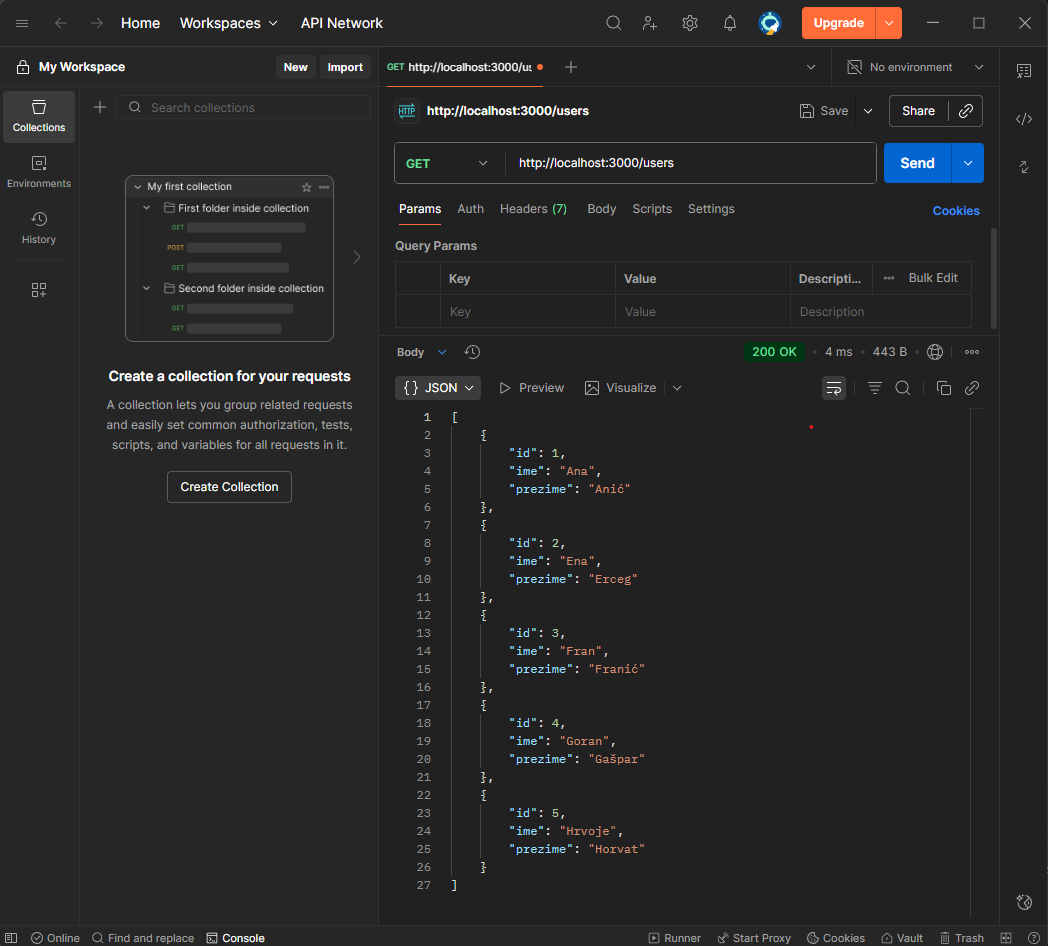 Home Workspaces API Network Upgrade
My Workspace New Import
GET http://localhost:3000/us No environment
Collections
Environments
History
Search collections
My first collection
First folder inside collection
GET
POST
GET
Second folder inside collection
GET
GET
Create a collection for your requests
A collection lets you group related requests
and easily set common authorization, tests,
scripts, and variables for all requests in it.
Create Collection
HTTP http://localhost:3000/users Save Share
GET http://localhost:3000/users Send
Params Auth Headers (7) Body Scripts Settings Cookies
Query Params
Key Value Descripti... Bulk Edit
Key Value Description
Body 200 OK 4 ms 443 B
{} JSON Preview Visualize
1 [
2 {
3 "id": 1,
4 "ime": "Ana",
5 "prezime": "Anić"
6 },
7 {
8 "id": 2,
9 "ime": "Ena",
10 "prezime": "Erceg"
11 },
12 {
13 "id": 3,
14 "ime": "Fran",
15 "prezime": "Franić"
16 },
17 {
18 "id": 4,
19 "ime": "Goran",
20 "prezime": "Gašpar"
21 },
22 {
23 "id": 5,
24 "ime": "Hrvoje",
25 "prezime": "Horvat"
26 }
27 ]
Online Find and replace Console Runner Start Proxy Cookies Vault Trash